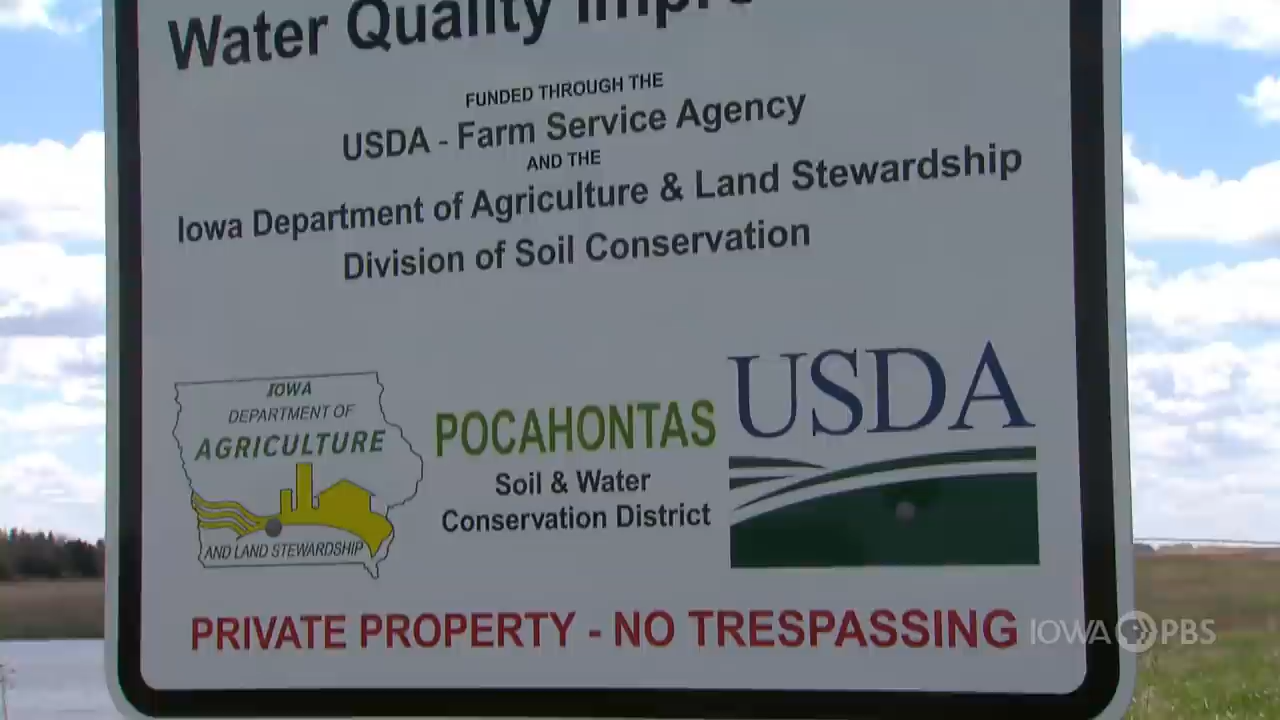 Water Quality
FUNDED THROUGH THE
USDA - Farm Service Agency
AND THE
Iowa Department of Agriculture & Land Stewardship
Division of Soil Conservation
IOWA
DEPARTMENT OF
AGRICULTURE
AND LAND STEWARDSHIP
POCAHONTAS
Soil & Water
Conservation District
USDA
PRIVATE PROPERTY - NO TRESPASSING
IOWA PBS